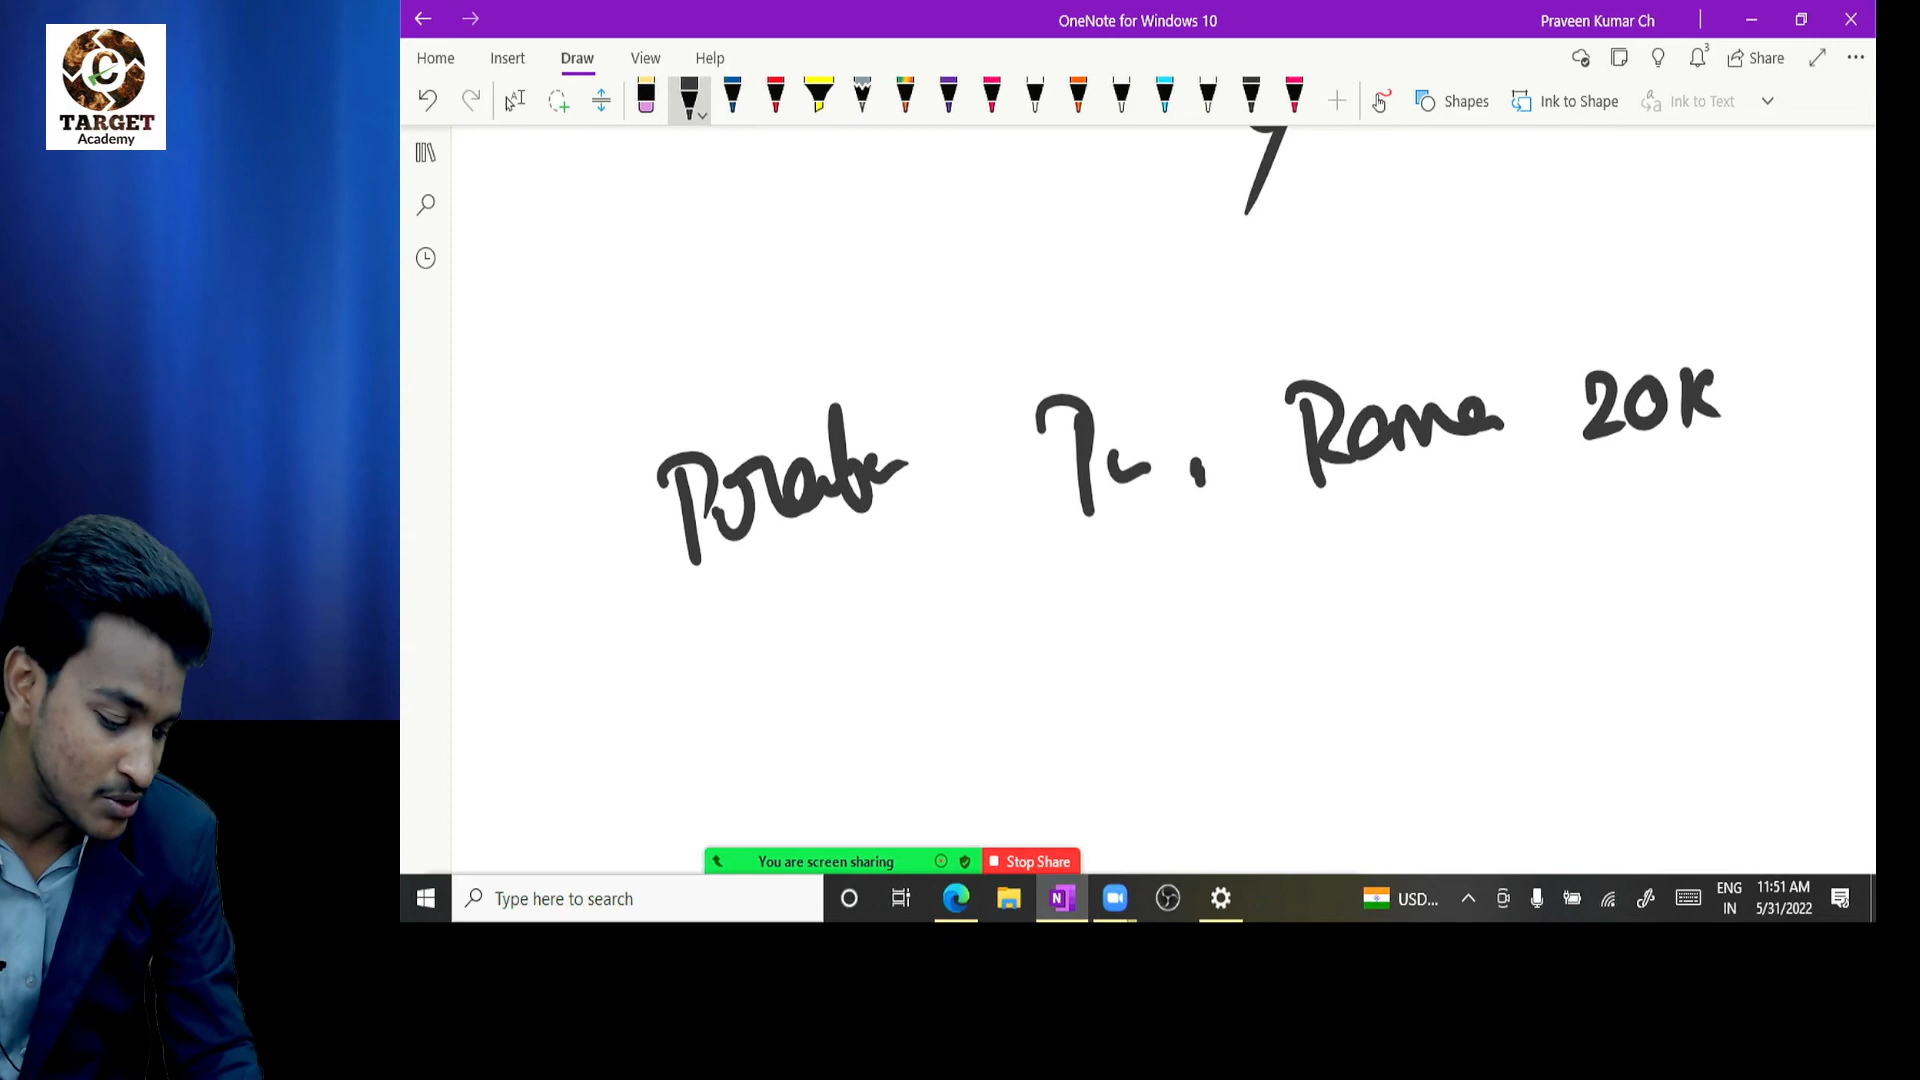 TARGET
Academy
OneNote for Windows 10
Praveen Kumar Ch
Home Insert Draw View Help
3
Share
Shapes
Ink to Shape
Ink to Text
Rama 20K
You are screen sharing
Stop Share
Type here to search
USD...
ENG
IN
11:51 AM
5/31/2022